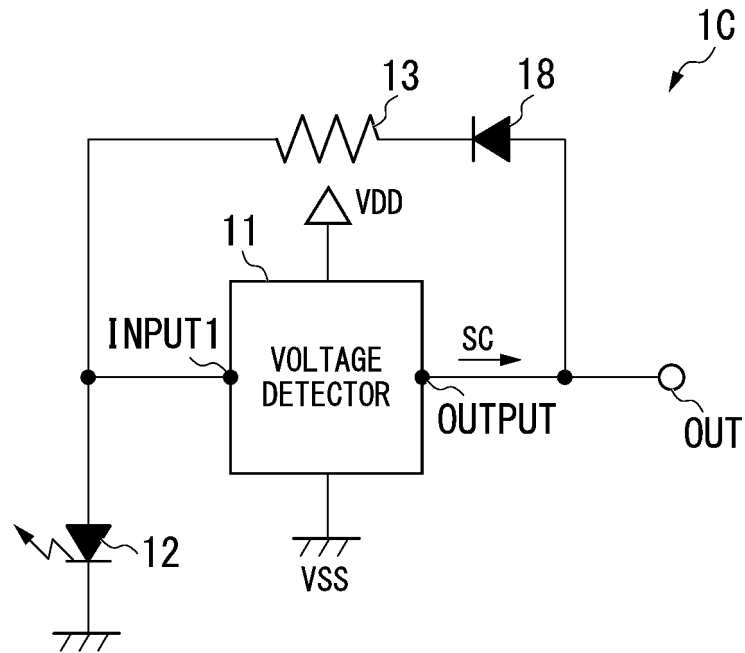 1C
13
18
VDD
11
INPUT1
VOLTAGE
DETECTOR
SC
OUTPUT
OUT
12
VSS